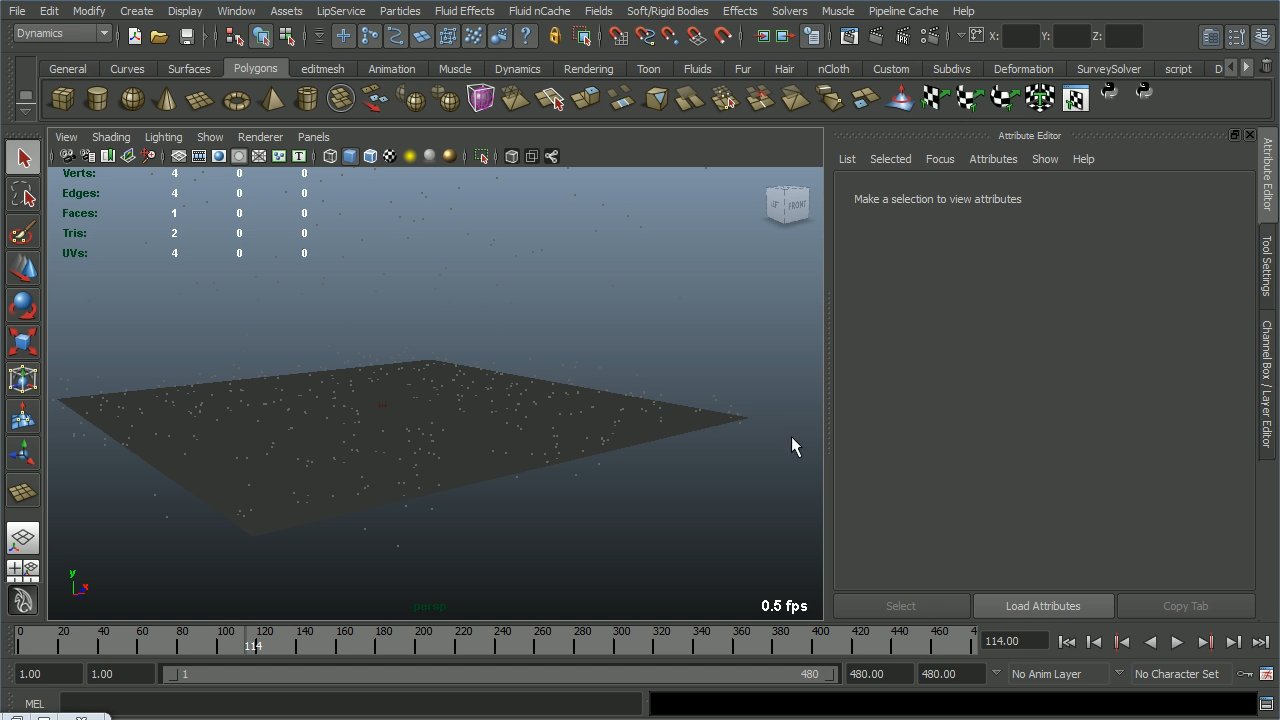 File Edit Modify Create Display Window Assets LipService Particles Fluid Effects Fluid nCache Fields Soft/Rigid Bodies Effects Solvers Muscle Pipeline Cache Help
Dynamics X: Y: Z:
General Curves Surfaces Polygons editmesh Animation Muscle Dynamics Rendering Toon Fluids Fur Hair nCloth Custom Subdivs Deformation SurveySolver script D
View Shading Lighting Show Renderer Panels
Attribute Editor
List Selected Focus Attributes Show Help
Make a selection to view attributes
Verts: 4 0 0
Edges: 4 0 0
Faces: 1 0 0
Tris: 2 0 0
UVs: 4 0 0
FRONT
Attribute Editor
Tool Settings
Channel Box / Layer Editor
y
x
persp
0.5 fps
Select Load Attributes Copy Tab
0 20 40 60 80 100 120 140 160 180 200 220 240 260 280 300 320 340 360 380 400 420 440 460 4
114
114.00
1.00 1.00 1 480 480.00 480.00 No Anim Layer No Character Set
MEL